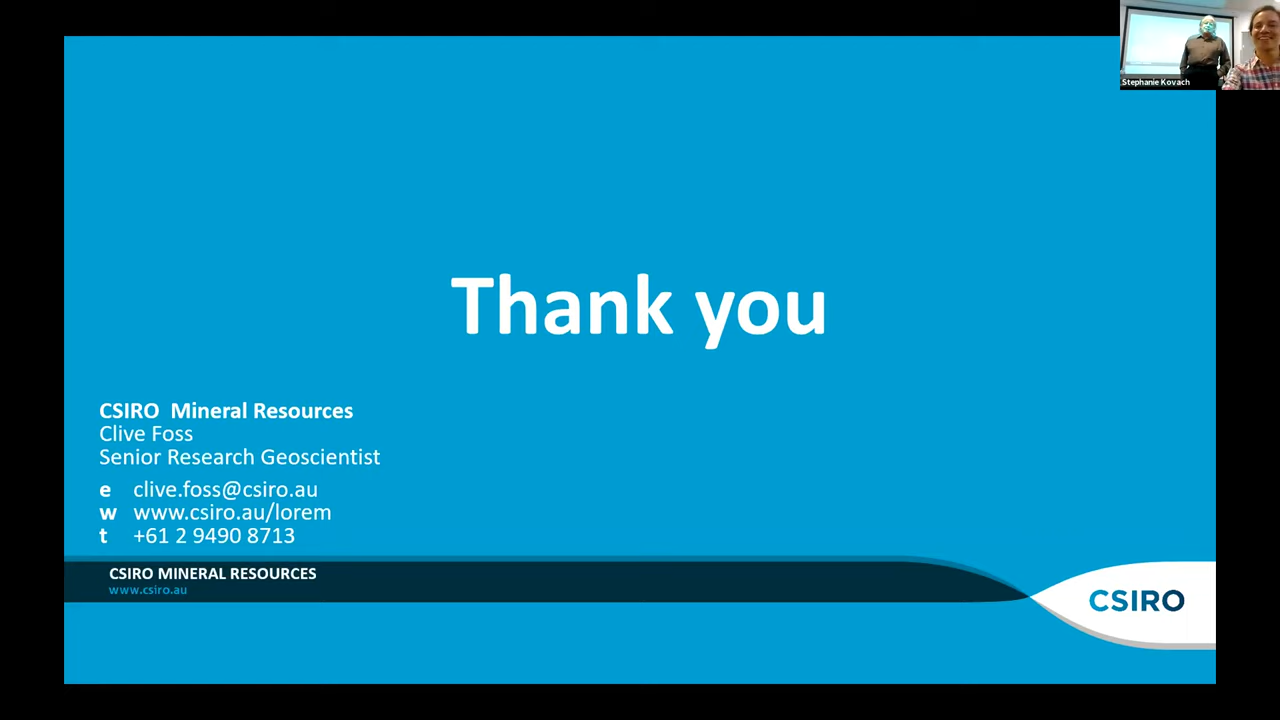 Stephanie Kovach
Thank you
CSIRO  Mineral Resources
Clive Foss
Senior Research Geoscientist
e clive.foss@csiro.au
w www.csiro.au/lorem
t +61 2 9490 8713
CSIRO MINERAL RESOURCES
www.csiro.au
CSIRO